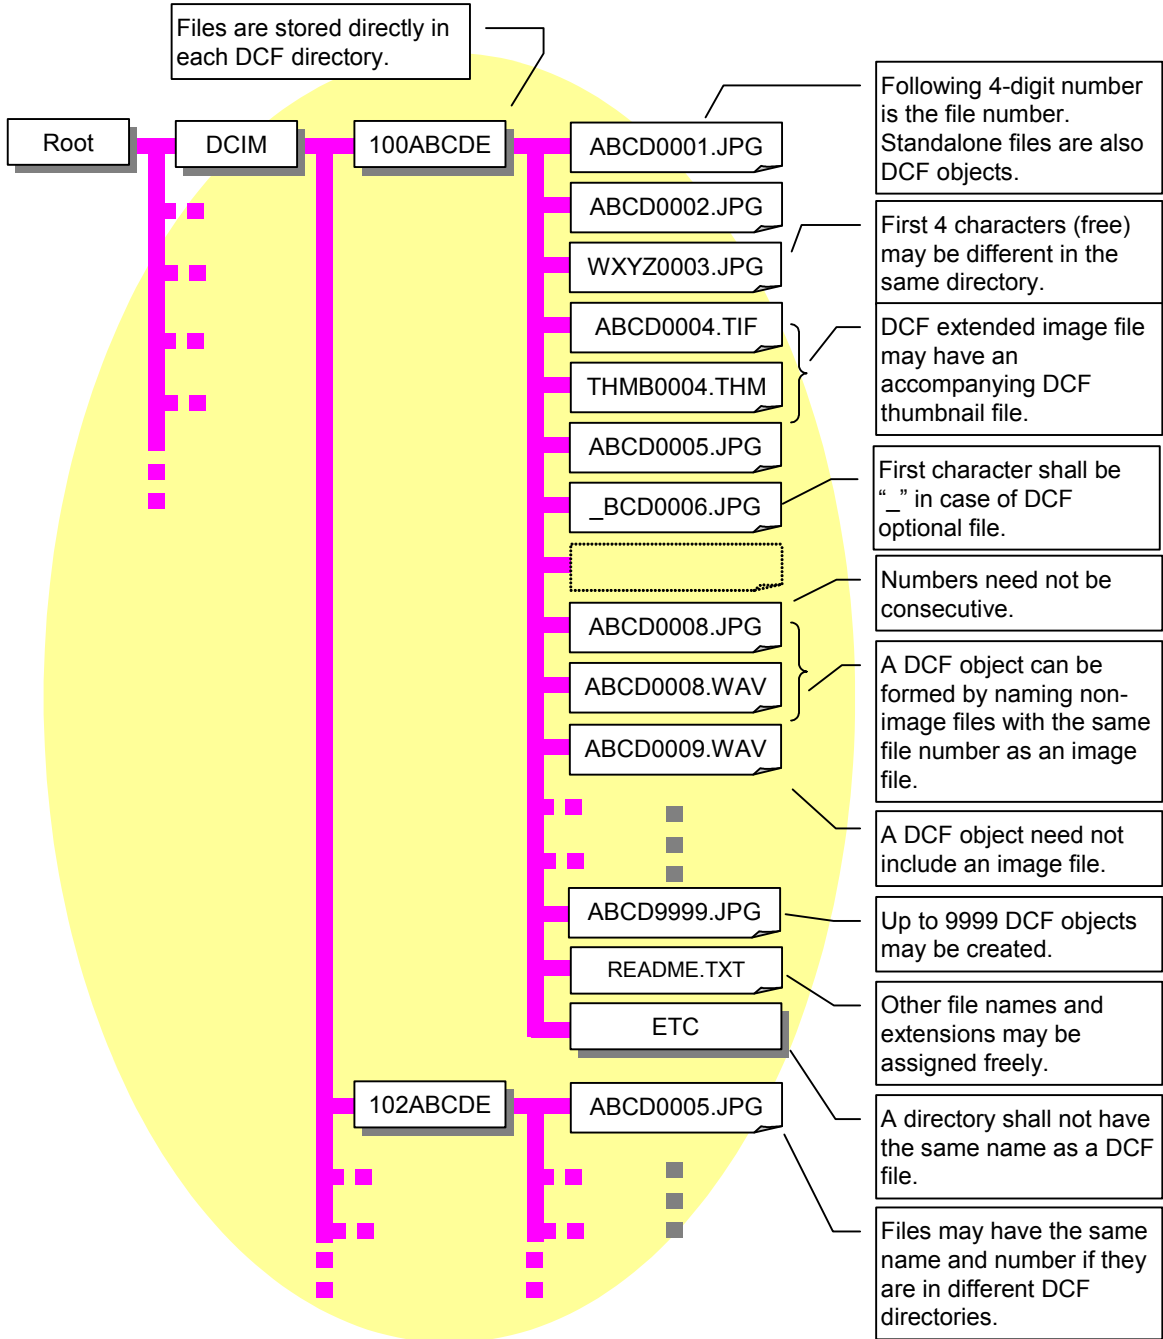 Files are stored directly in
each DCF directory.
Root
DCIM
100ABCDE
ABCD0001.JPG
ABCD0002.JPG
WXYZ0003.JPG
ABCD0004.TIF
THMB0004.THM
ABCD0005.JPG
_BCD0006.JPG
ABCD0008.JPG
ABCD0008.WAV
ABCD0009.WAV
ABCD9999.JPG
README.TXT
ETC
102ABCDE
ABCD0005.JPG
Following 4-digit number
is the file number.
Standalone files are also
DCF objects.
First 4 characters (free)
may be different in the
same directory.
DCF extended image file
may have an
accompanying DCF
thumbnail file.
First character shall be
“_” in case of DCF
optional file.
Numbers need not be
consecutive.
A DCF object can be
formed by naming non-
image files with the same
file number as an image
file.
A DCF object need not
include an image file.
Up to 9999 DCF objects
may be created.
Other file names and
extensions may be
assigned freely.
A directory shall not have
the same name as a DCF
file.
Files may have the same
name and number if they
are in different DCF
directories.